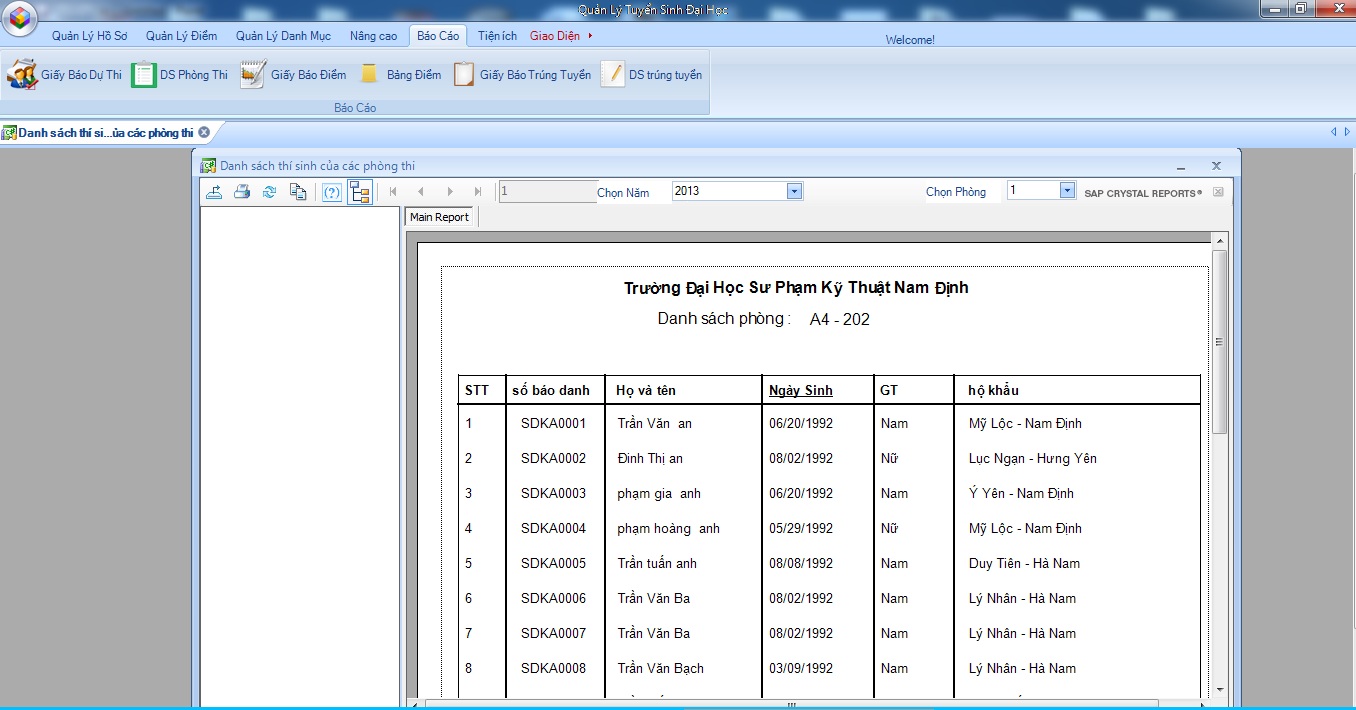 Quản Lý Tuyển Sinh Đại Học
Quản Lý Hồ Sơ Quản Lý Điểm Quản Lý Danh Mục Nâng cao Báo Cáo Tiện ích Giao Diện Welcome!
Giấy Báo Dự Thi DS Phòng Thi Giấy Báo Điểm Bảng Điểm Giấy Báo Trúng Tuyển DS trúng tuyển
Báo Cáo
Danh sách thí si...ủa các phòng thi
Danh sách thí sinh của các phòng thi
1 Chọn Năm 2013 Chọn Phòng 1 SAP CRYSTAL REPORTS®
Main Report
Trường Đại Học Sư Phạm Kỹ Thuật Nam Định
Danh sách phòng : A4 - 202
STT số báo danh Họ và tên Ngày Sinh GT hộ khẩu
1 SDKA0001 Trần Văn an 06/20/1992 Nam Mỹ Lộc - Nam Định
2 SDKA0002 Đinh Thị an 08/02/1992 Nữ Lục Ngạn - Hưng Yên
3 SDKA0003 phạm gia anh 06/20/1992 Nam Ý Yên - Nam Định
4 SDKA0004 phạm hoàng anh 05/29/1992 Nữ Mỹ Lộc - Nam Định
5 SDKA0005 Trần tuấn anh 08/08/1992 Nam Duy Tiên - Hà Nam
6 SDKA0006 Trần Văn Ba 08/02/1992 Nam Lý Nhân - Hà Nam
7 SDKA0007 Trần Văn Ba 08/02/1992 Nam Lý Nhân - Hà Nam
8 SDKA0008 Trần Văn Bạch 03/09/1992 Nam Lý Nhân - Hà Nam